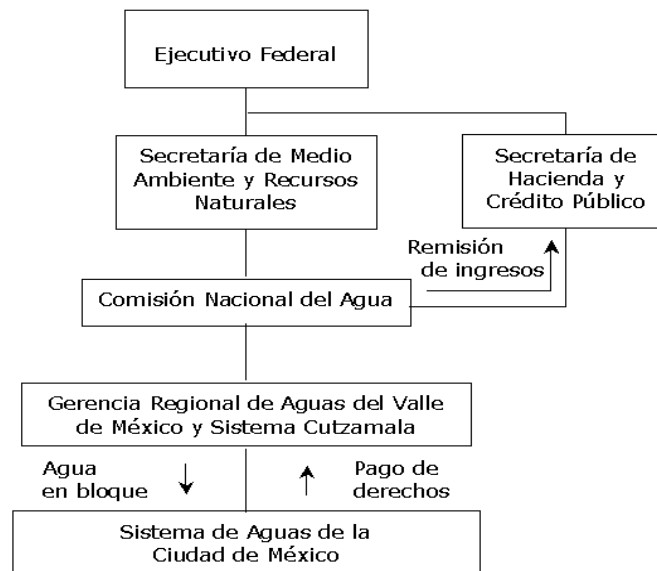 Ejecutivo Federal
Secretaría de Medio
Ambiente y Recursos
Naturales
Secretaría de
Hacienda y
Crédito Público
Remisión
de ingresos
Comisión Nacional del Agua
Gerencia Regional de Aguas del Valle
de México y Sistema Cutzamala
Agua
en bloque
Pago de
derechos
Sistema de Aguas de la
Ciudad de México